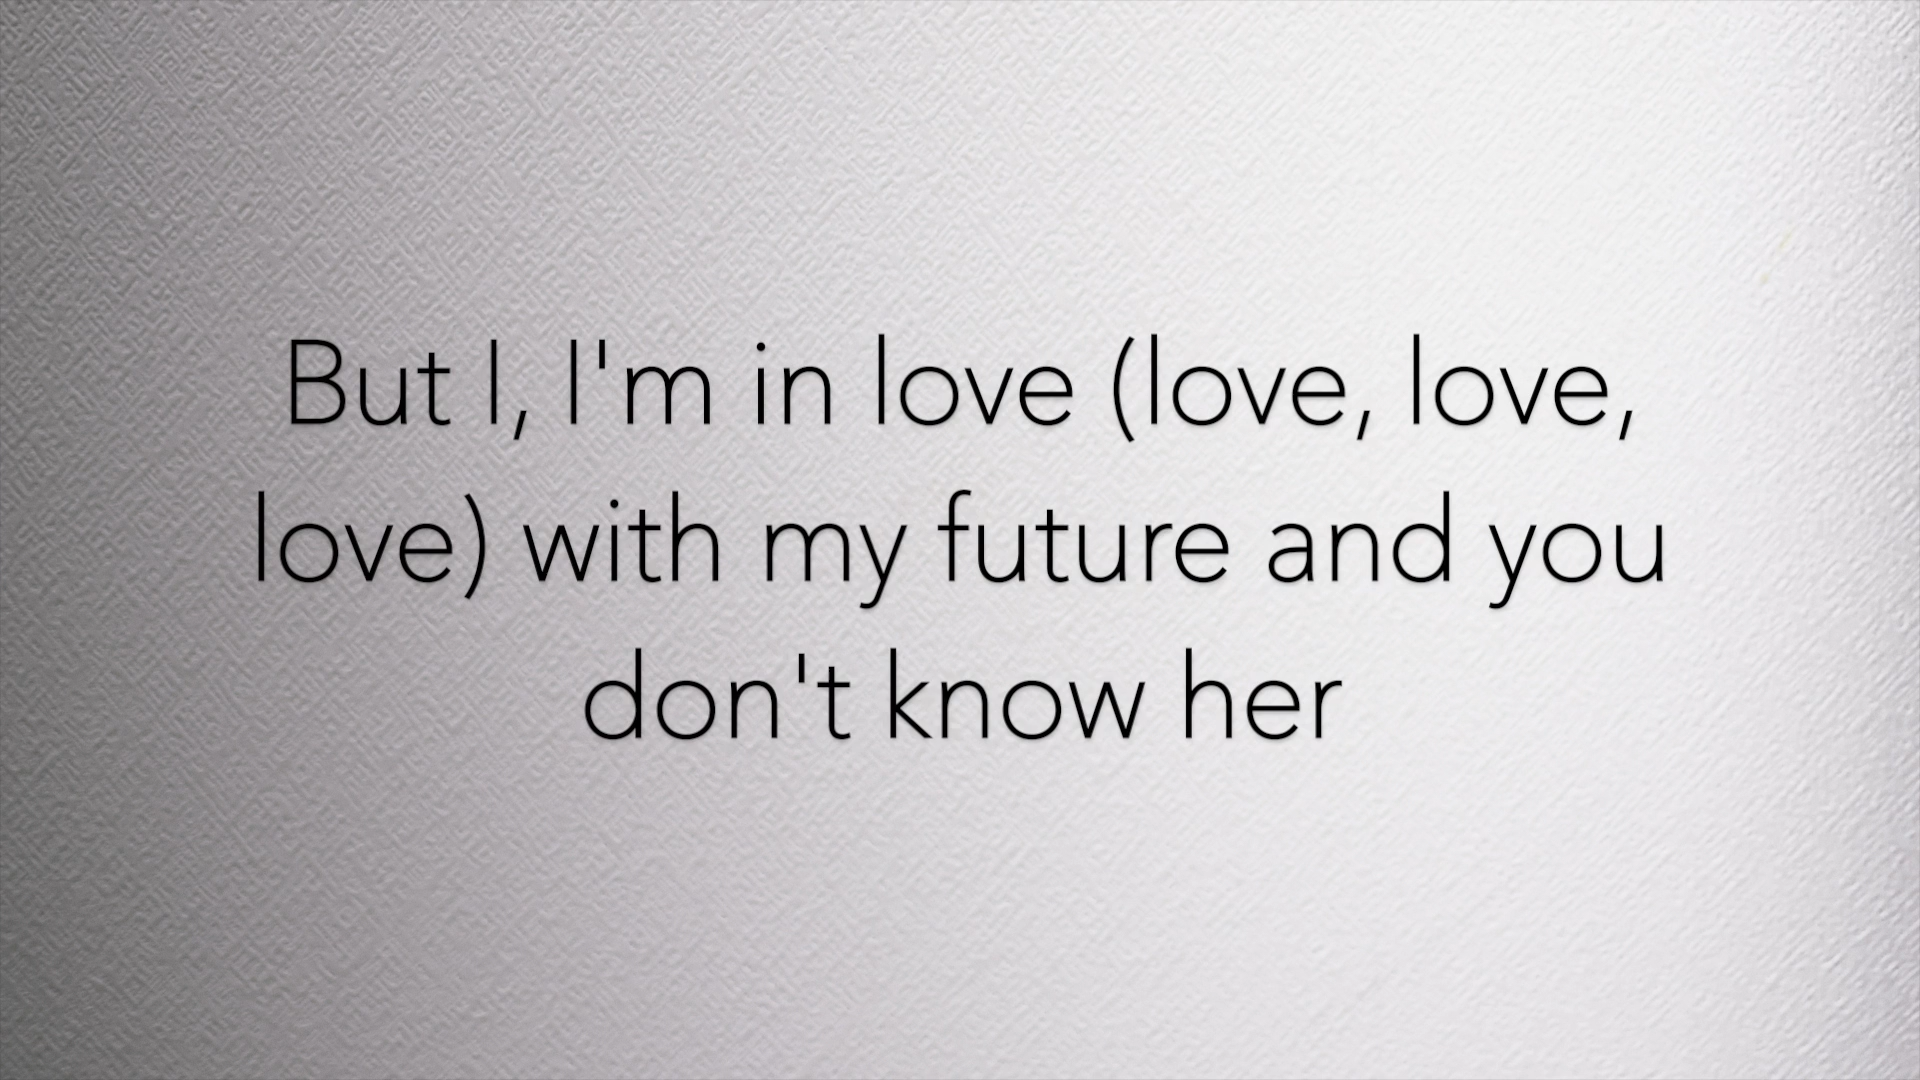 But I, I'm in love (love, love,
love) with my future and you
don't know her